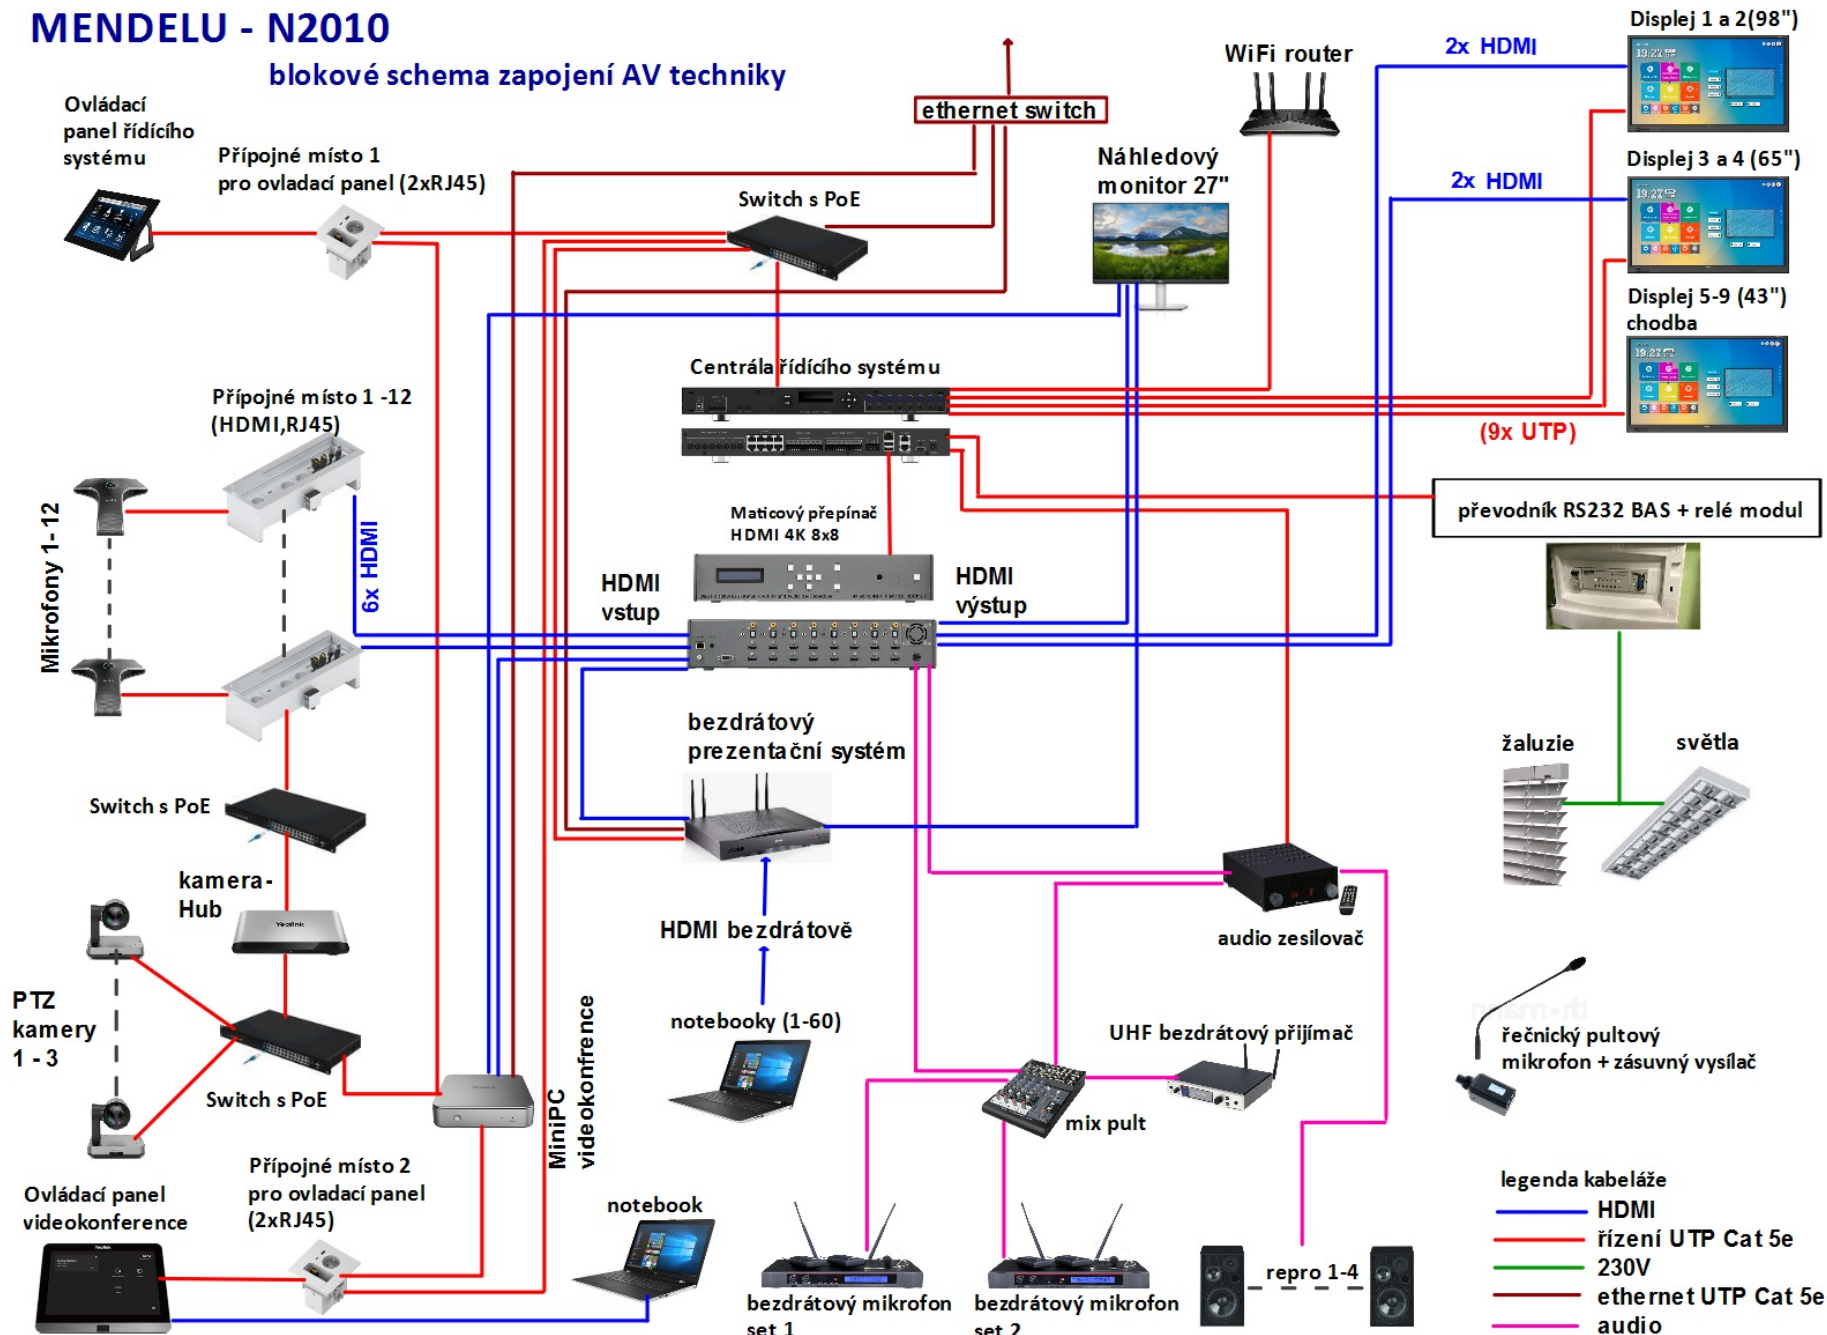 MENDELU - N2010
blokové schema zapojení AV techniky
Ovládací
panel řídícího
systému
Přípojné místo 1
pro ovladací panel (2xRJ45)
ethernet switch
WiFi router
Switch s PoE
Náhledový
monitor 27"
2x HDMI
Displej 1 a 2(98")
2x HDMI
Displej 3 a 4 (65")
Displej 5-9 (43")
chodba
(9x UTP)
Centrála řídícího systému
Přípojné místo 1 -12
(HDMI,RJ45)
Mikrofony 1- 12
6x HDMI
Maticový přepínač
HDMI 4K 8x8
HDMI
vstup
HDMI
výstup
převodník RS232 BAS + relé modul
žaluzie
světla
bezdrátový
prezentační systém
Switch s PoE
kamera-
Hub
Yealink
PTZ
kamery
1 - 3
Switch s PoE
HDMI bezdrátově
notebooky (1-60)
MiniPC
videokonfrence
audio zesilovač
UHF bezdrátový přijímač
mix pult
řečnický pultový
mikrofon + zásuvný vysílač
Přípojné místo 2
pro ovladací panel
(2xRJ45)
Ovládací panel
videokonference
notebook
bezdrátový mikrofon
set 1
bezdrátový mikrofon
set 2
repro 1-4
legenda kabeláže
HDMI
řízení UTP Cat 5e
230V
ethernet UTP Cat 5e
audio